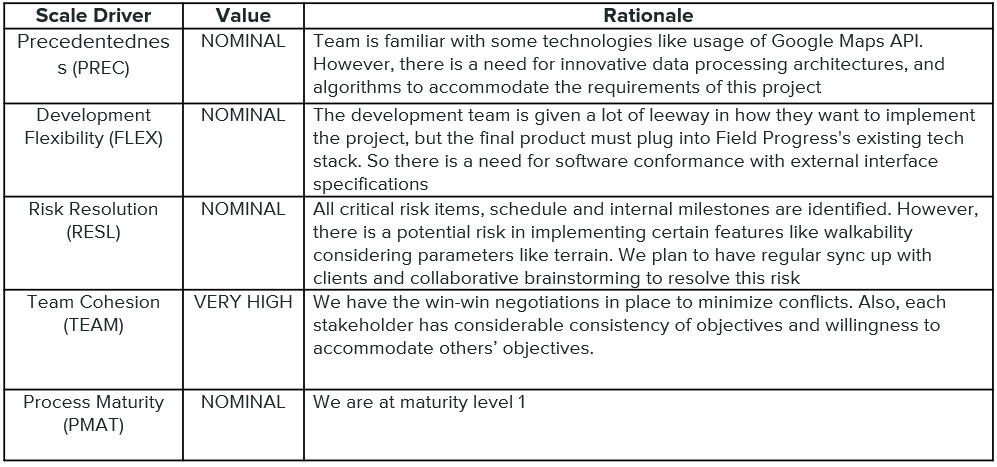 Scale Driver Value Rationale
Precedentednes NOMINAL Team is familiar with some technologies like usage of Google Maps API.
s (PREC) However, there is a need for innovative data processing architectures, and
algorithms to accommodate the requirements of this project
Development NOMINAL The development team is given a lot of leeway in how they want to implement
Flexibility (FLEX) the project, but the final product must plug into Field Progress's existing tech
stack. So there is a need for software conformance with external interface
specifications
Risk Resolution NOMINAL All critical risk items, schedule and internal milestones are identified. However,
(RESL) there is a potential risk in implementing certain features like walkability
considering parameters like terrain. We plan to have regular sync up with
clients and collaborative brainstorming to resolve this risk
Team Cohesion VERY HIGH We have the win-win negotiations in place to minimize conflicts. Also, each
(TEAM) stakeholder has considerable consistency of objectives and willingness to
accommodate others’ objectives.
Process Maturity NOMINAL We are at maturity level 1
(PMAT)